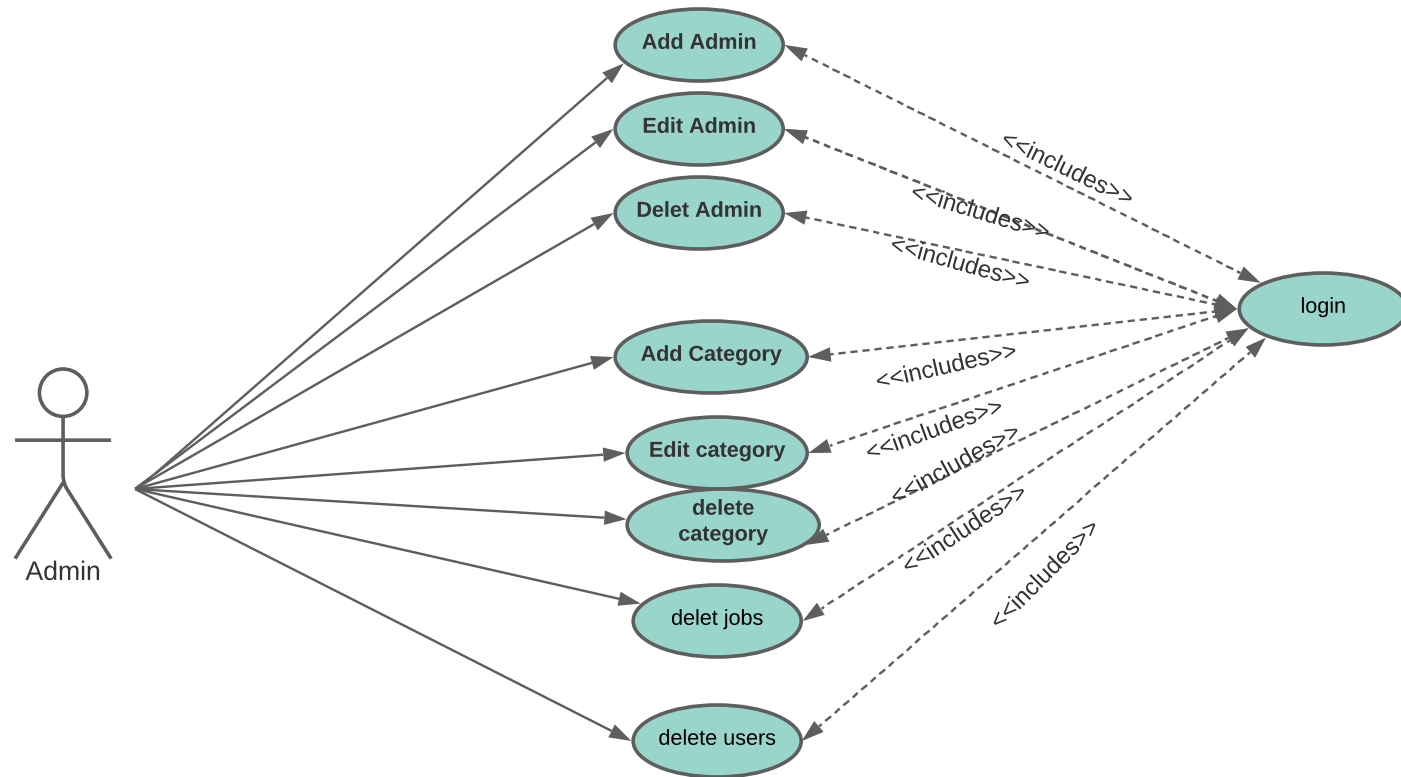 Add Admin
Edit Admin
<<includes>>
<<includes>>
Delet Admin
<<includes>>
login
Add Category
<<includes>>
Edit category
<<includes>>
<<includes>>
delete
category
<<includes>>
<<includes>>
Admin
delet jobs
delete users